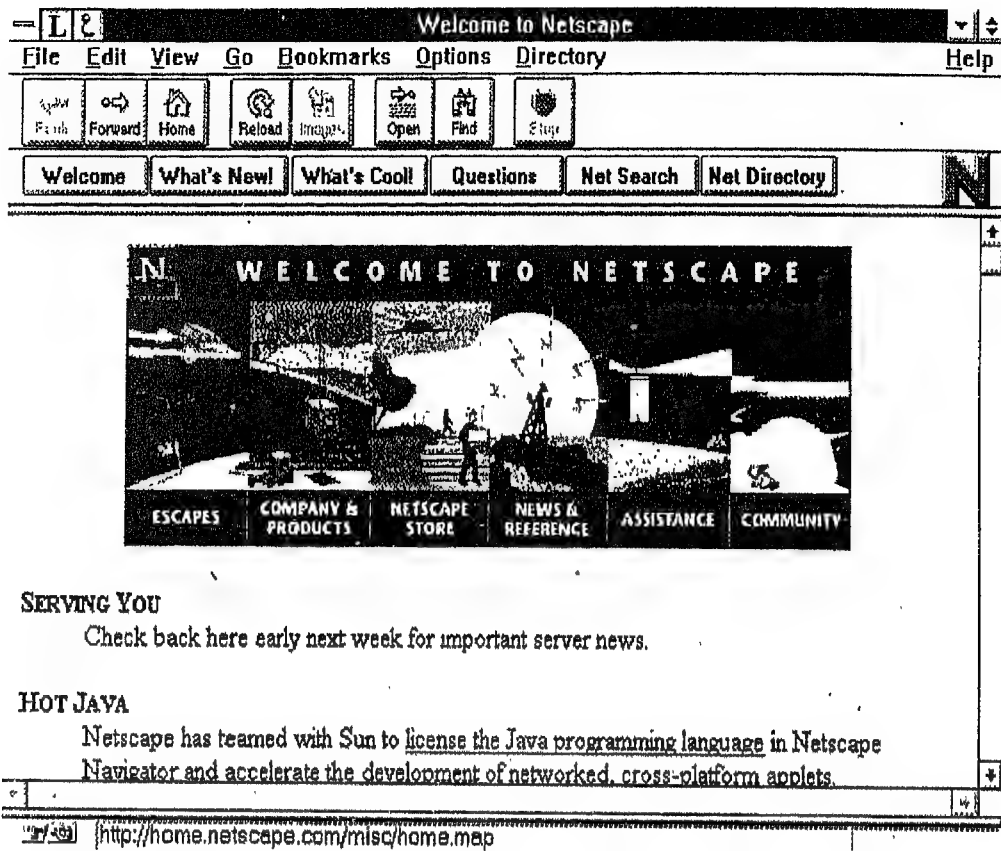 Welcome to Netscape
File Edit View Go Bookmarks Options Directory Help
Back Forward Home Reload Images Open Find Stop
Welcome What's New! What's Cool! Questions Net Search Net Directory N
N WELCOME TO NETSCAPE
ESCAPES COMPANY & PRODUCTS NETSCAPE STORE NEWS & REFERENCE ASSISTANCE COMMUNITY
SERVING YOU
Check back here early next week for important server news.
HOT JAVA
Netscape has teamed with Sun to license the Java programming language in Netscape
Navigator and accelerate the development of networked, cross-platform applets.
http://home.netscape.com/misc/home.map